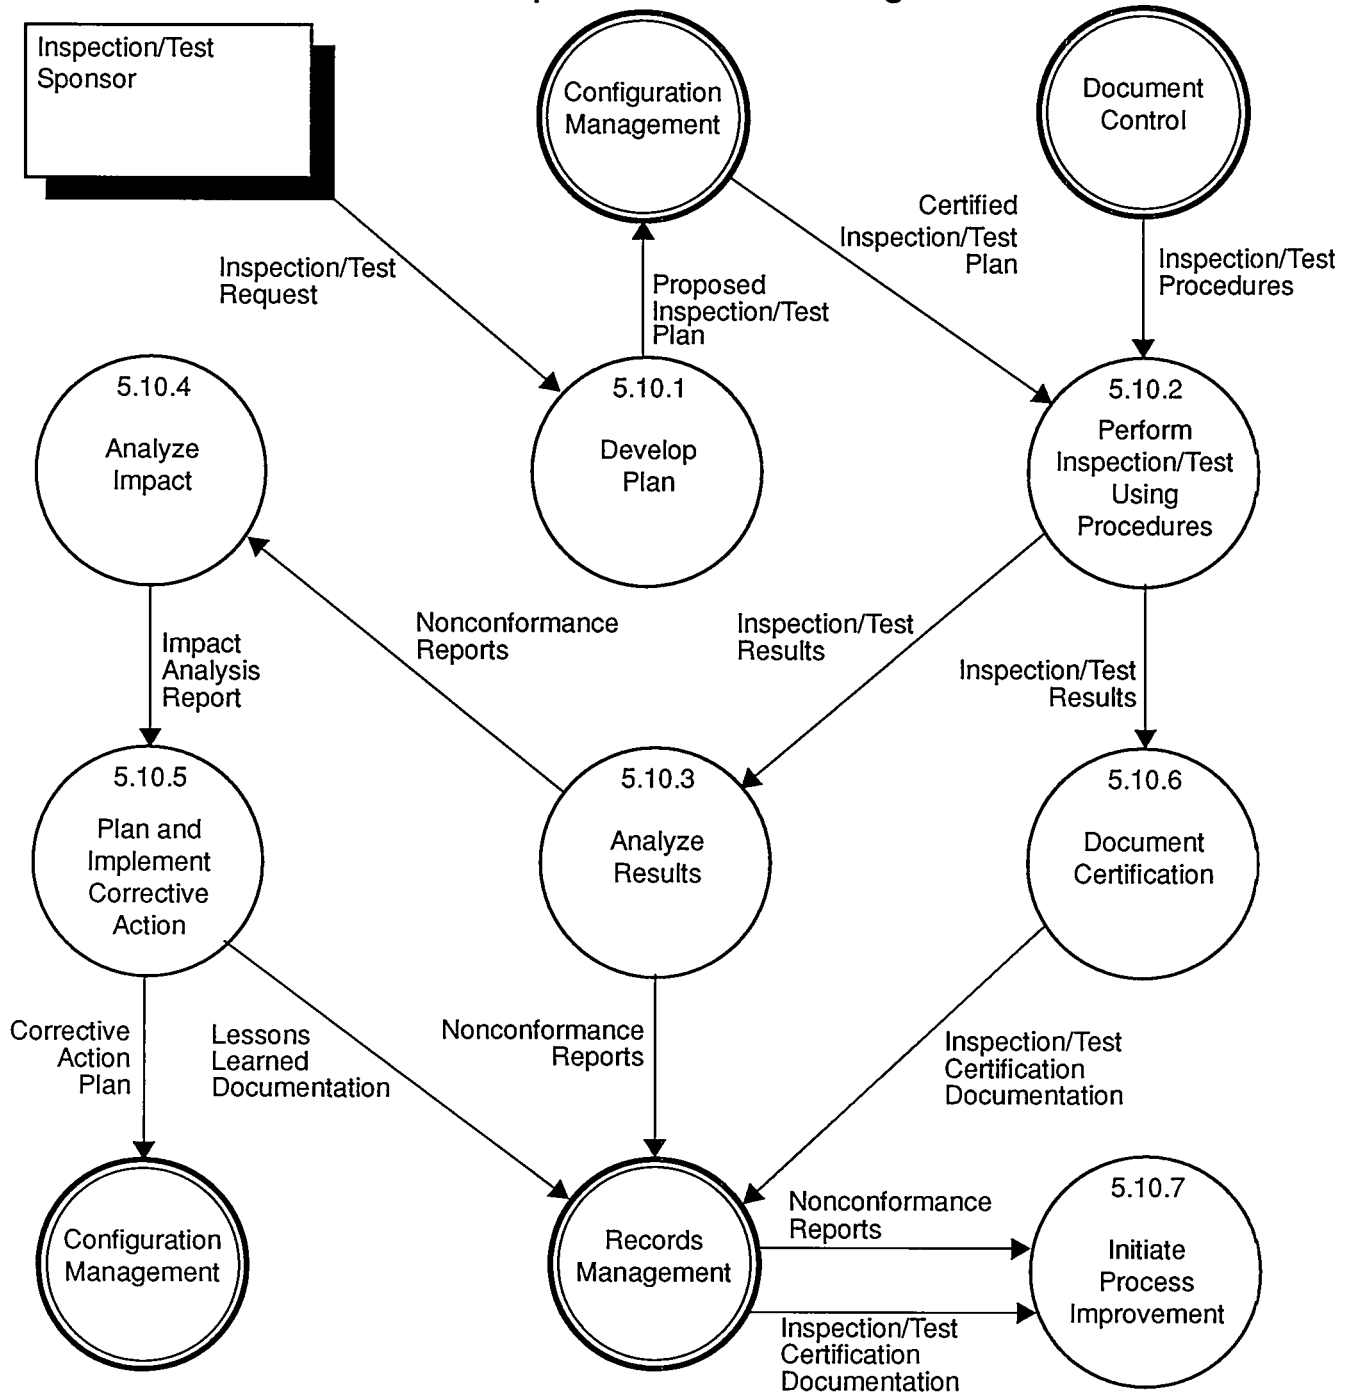 Inspection/Test
Sponsor
Configuration
Management
Document
Control
Certified
Inspection/Test
Plan
Inspection/Test
Procedures
Inspection/Test
Request
Proposed
Inspection/Test
Plan
5.10.4
Analyze
Impact
5.10.1
Develop
Plan
5.10.2
Perform
Inspection/Test
Using
Procedures
Nonconformance
Reports
Inspection/Test
Results
Impact
Analysis
Report
Inspection/Test
Results
5.10.5
Plan and
Implement
Corrective
Action
5.10.3
Analyze
Results
5.10.6
Document
Certification
Corrective
Action
Plan
Lessons
Learned
Documentation
Nonconformance
Reports
Inspection/Test
Certification
Documentation
Configuration
Management
Records
Management
Nonconformance
Reports
5.10.7
Initiate
Process
Improvement
Inspection/Test
Certification
Documentation